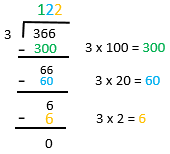 122
3 366
- 300 3 x 100 = 300
66
- 60 3 x 20 = 60
6
- 6 3 x 2 = 6
0